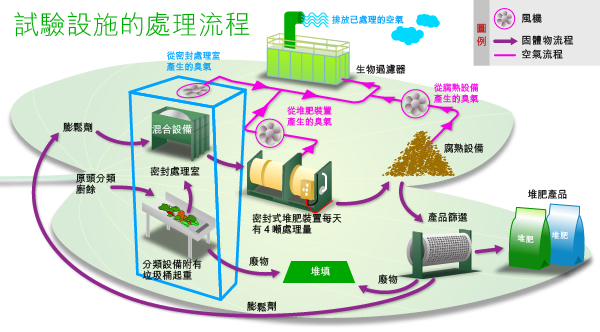 試驗設施的處理流程
排放已處理的空氣
圖
例
風機
固體物流程
空氣流程
從密封處理室
產生的臭氣
生物過濾器
從腐熟設備
產生的臭氣
從堆肥裝置
產生的臭氣
膨鬆劑
混合設備
腐熟設備
密封處理室
原頭分類
廚餘
密封式堆肥裝置每天
有 4 噸處理量
產品篩選
堆肥產品
堆肥
堆肥
分類設備附有
垃圾桶起重
廢物
堆填
廢物
膨鬆劑